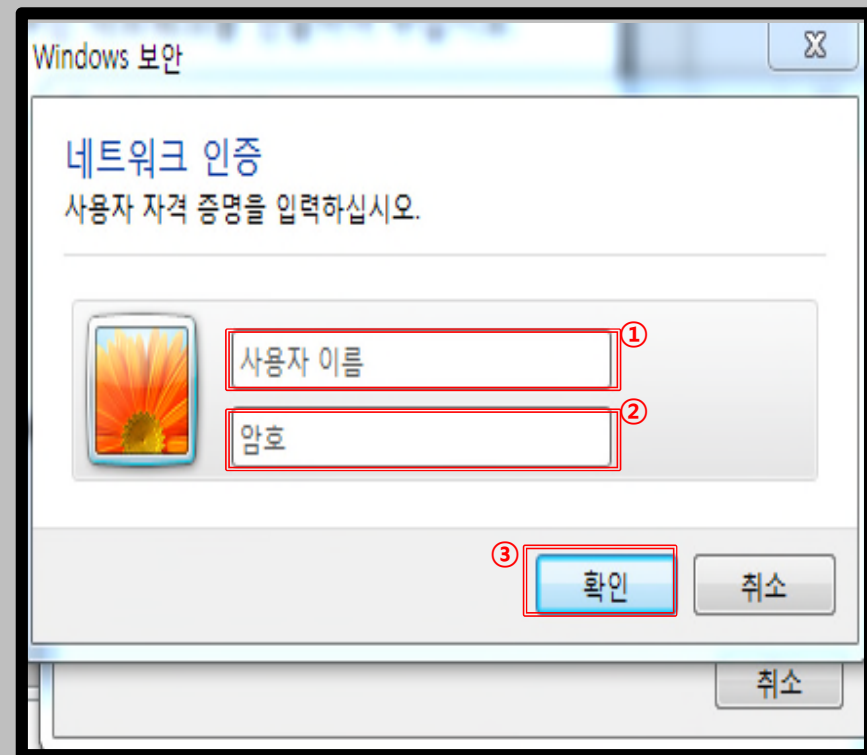 Windows 보안
네트워크 인증
사용자 자격 증명을 입력하십시오.
사용자 이름 ①
암호 ②
③ 확인 취소
취소